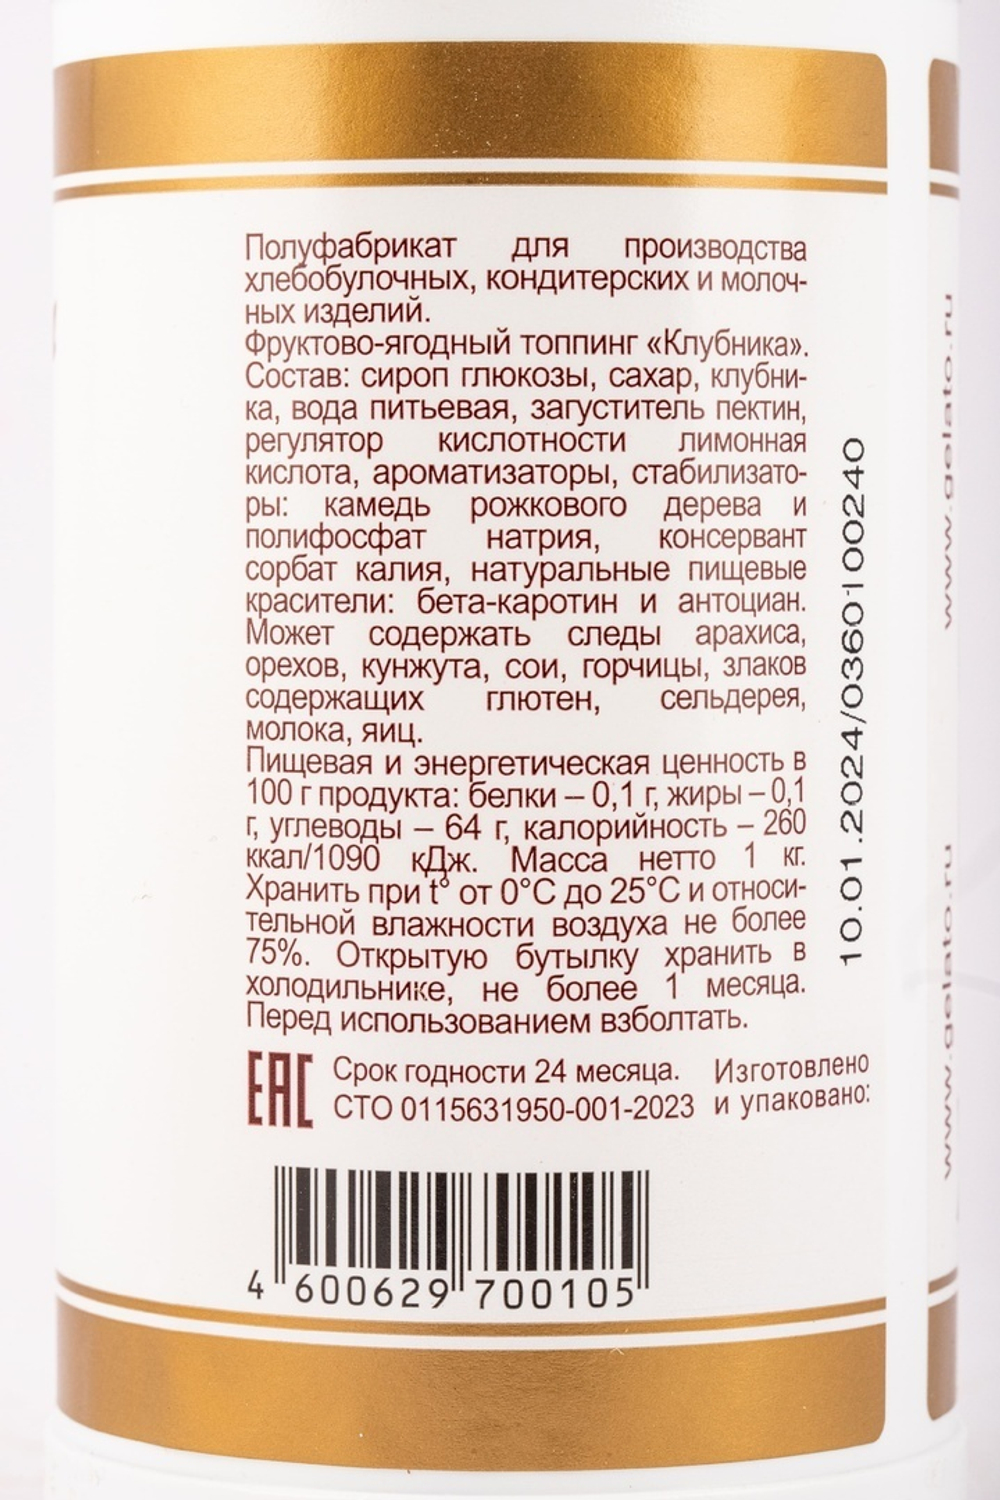 Полуфабрикат для производства
хлебобулочных, кондитерских и молоч-
ных изделий.
Фруктово-ягодный топпинг «Клубника».
Состав: сироп глюкозы, сахар, клубни-
ка, вода питьевая, загуститель пектин,
регулятор кислотности лимонная
кислота, ароматизаторы, стабилизато-
ры: камедь рожкового дерева и
полифосфат натрия, консервант
сорбат калия, натуральные пищевые
красители: бета-каротин и антоциан.
Может содержать следы арахиса,
орехов, кунжута, сои, горчицы, злаков
содержащих глютен, сельдерея,
молока, яиц.
Пищевая и энергетическая ценность в
100 г продукта: белки – 0,1 г, жиры – 0,1
г, углеводы – 64 г, калорийность – 260
ккал/1090 кДж. Масса нетто 1 кг.
Хранить при t° от 0°С до 25°С и относи-
тельной влажности воздуха не более
75%. Открытую бутылку хранить в
холодильнике, не более 1 месяца.
Перед использованием взболтать.
ЕАС
Срок годности 24 месяца.
СТО 0115631950-001-2023
Изготовлено
и упаковано:
4 600629 700105
10.01.2024/0360100240
www.gelato.ru
www.gelato.ru